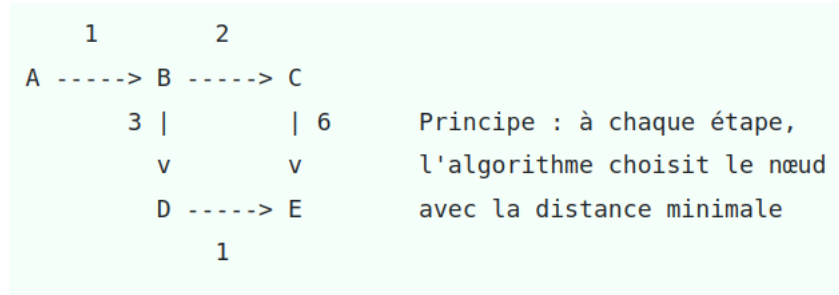 1 2
A -----> B -----> C
3 | | 6 Principe : à chaque étape,
v v l'algorithme choisit le nœud
D -----> E avec la distance minimale
1